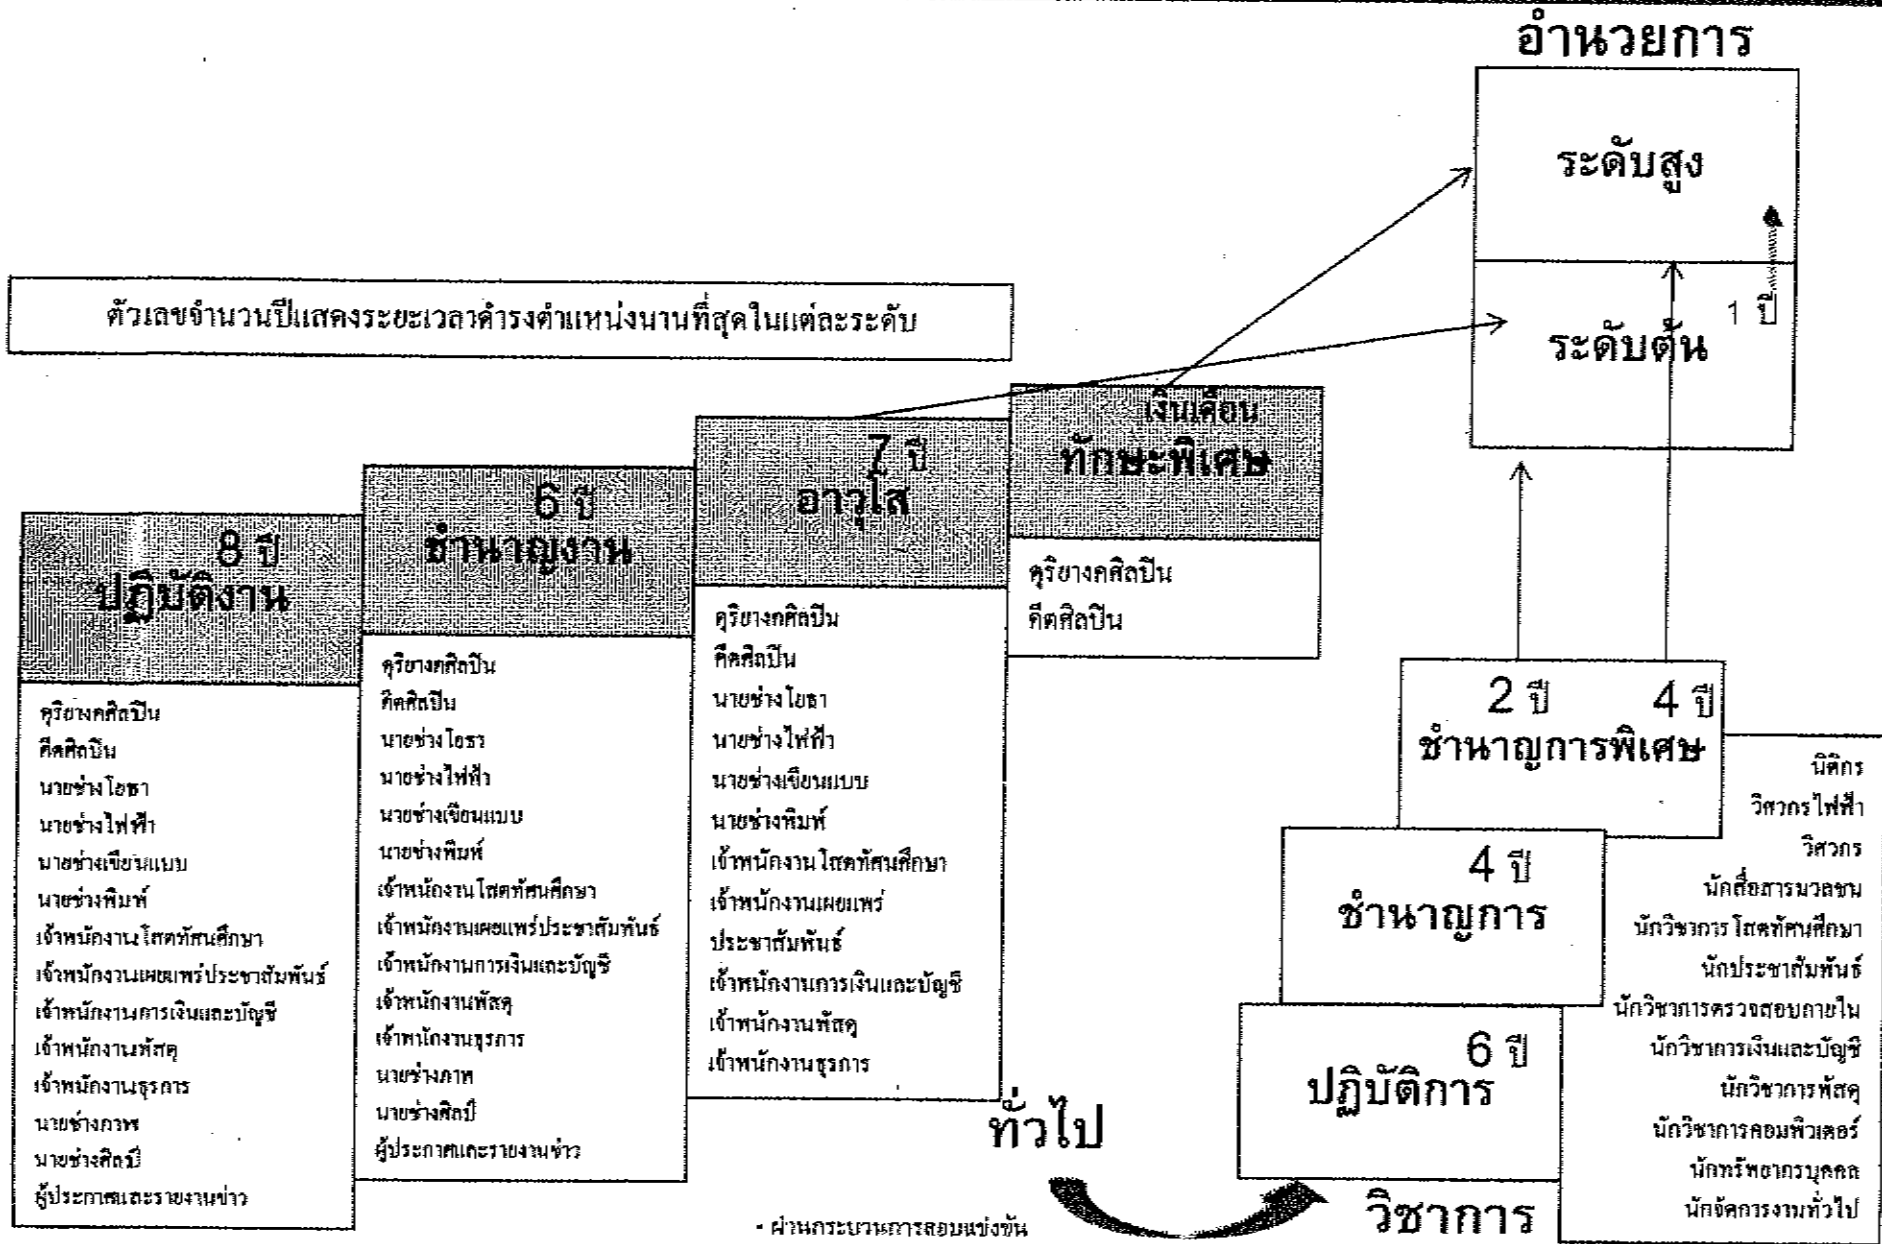 อำนวยการ
ระดับสูง
1 ปี
ระดับต้น
ตัวเลขจำนวนปีแสดงระยะเวลาดำรงตำแหน่งนานที่สุดในแต่ละระดับ
8 ปี
ปฏิบัติงาน
ดุริยางคศิลปิน
คีตศิลปิน
นายช่างโยธา
นายช่างไฟฟ้า
นายช่างเขียนแบบ
นายช่างพิมพ์
เจ้าพนักงานโสตทัศนศึกษา
เจ้าพนักงานเผยแพร่ประชาสัมพันธ์
เจ้าพนักงานการเงินและบัญชี
เจ้าพนักงานพัสดุ
เจ้าพนักงานธุรการ
นายช่างภาพ
นายช่างศิลป์
ผู้ประกาศและรายงานข่าว
6 ปี
ชำนาญงาน
ดุริยางคศิลปิน
คีตศิลปิน
นายช่างโยธา
นายช่างไฟฟ้า
นายช่างเขียนแบบ
นายช่างพิมพ์
เจ้าพนักงานโสตทัศนศึกษา
เจ้าพนักงานเผยแพร่ประชาสัมพันธ์
เจ้าพนักงานการเงินและบัญชี
เจ้าพนักงานพัสดุ
เจ้าพนักงานธุรการ
นายช่างภาพ
นายช่างศิลป์
ผู้ประกาศและรายงานข่าว
7 ปี
อาวุโส
ดุริยางคศิลปิน
คีตศิลปิน
นายช่างโยธา
นายช่างไฟฟ้า
นายช่างเขียนแบบ
นายช่างพิมพ์
เจ้าพนักงานโสตทัศนศึกษา
เจ้าพนักงานเผยแพร่
ประชาสัมพันธ์
เจ้าพนักงานการเงินและบัญชี
เจ้าพนักงานพัสดุ
เจ้าพนักงานธุรการ
เงินเดือน
ทักษะพิเศษ
ดุริยางคศิลปิน
คีตศิลปิน
2 ปี 4 ปี
ชำนาญการพิเศษ
4 ปี
ชำนาญการ
6 ปี
ปฏิบัติการ
นิติกร
วิศวกรไฟฟ้า
วิศวกร
นักสื่อสารมวลชน
นักวิชาการโสตทัศนศึกษา
นักประชาสัมพันธ์
นักวิชาการตรวจสอบภายใน
นักวิชาการเงินและบัญชี
นักวิชาการพัสดุ
นักวิชาการคอมพิวเตอร์
นักทรัพยากรบุคคล
นักจัดการงานทั่วไป
ทั่วไป
วิชาการ
- ผ่านกระบวนการสอบแข่งขัน